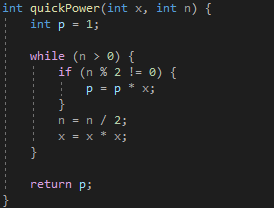 int quickPower(int x, int n) {
    int p = 1;

    while (n > 0) {
        if (n % 2 != 0) {
            p = p * x;
        }
        n = n / 2;
        x = x * x;
    }

    return p;
}